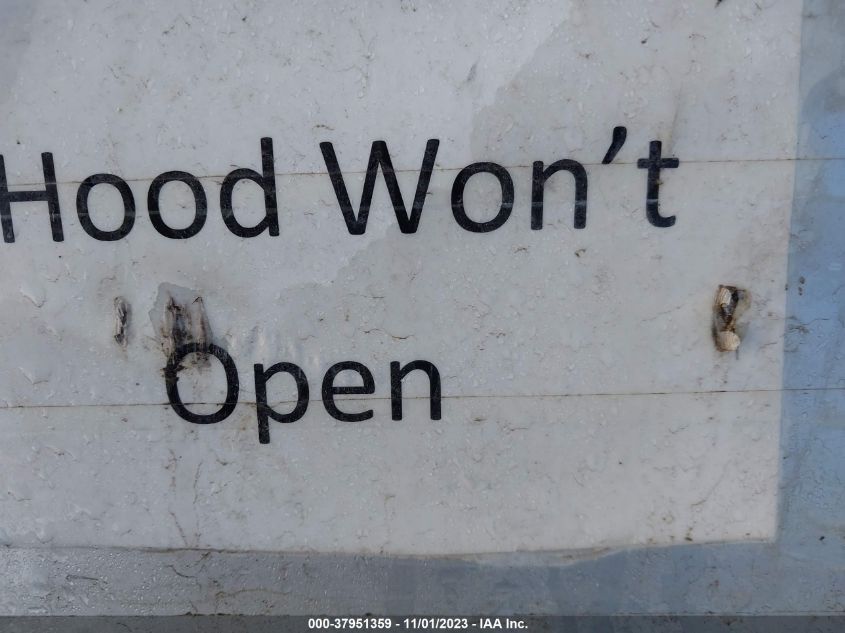 Hood Won't
Open
000-37951359 - 11/01/2023 - IAA Inc.